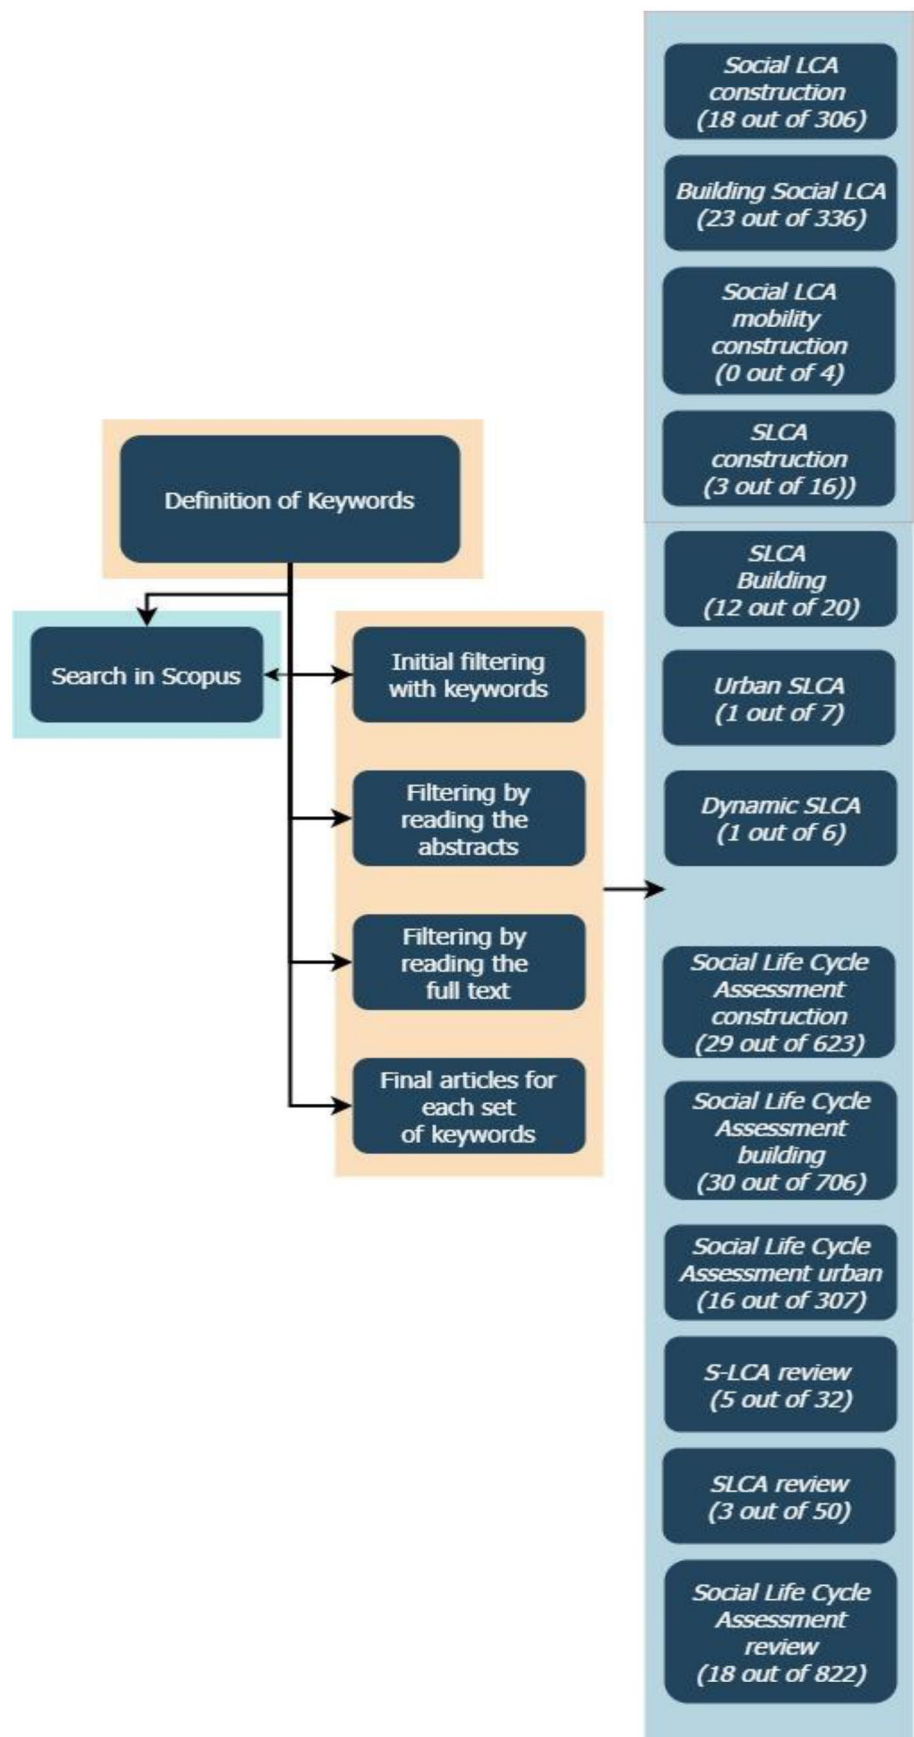 Definition of Keywords
Search in Scopus
Initial filtering
with keywords
Filtering by
reading the
abstracts
Filtering by
reading the
full text
Final articles for
each set
of keywords
Social LCA
construction
(18 out of 306)
Building Social LCA
(23 out of 336)
Social LCA
mobility
construction
(0 out of 4)
SLCA
construction
(3 out of 16))
SLCA
Building
(12 out of 20)
Urban SLCA
(1 out of 7)
Dynamic SLCA
(1 out of 6)
Social Life Cycle
Assessment
construction
(29 out of 623)
Social Life Cycle
Assessment
building
(30 out of 706)
Social Life Cycle
Assessment urban
(16 out of 307)
S-LCA review
(5 out of 32)
SLCA review
(3 out of 50)
Social Life Cycle
Assessment
review
(18 out of 822)